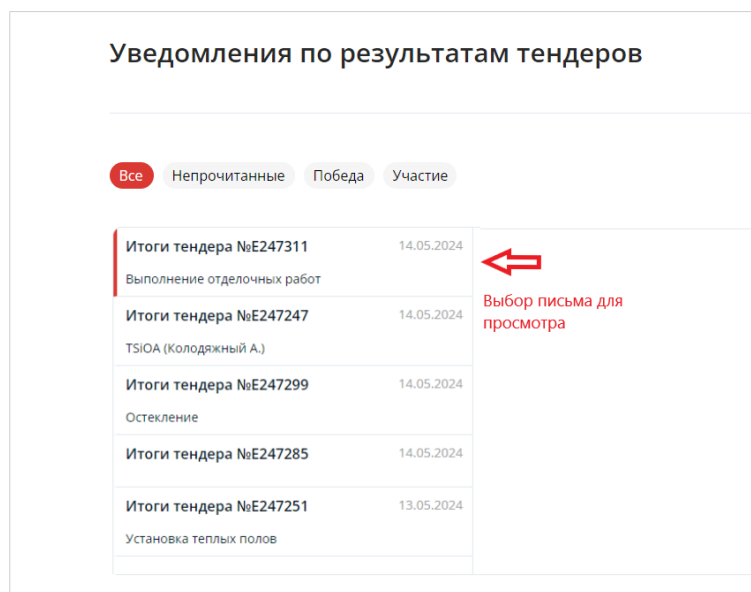 Уведомления по результатам тендеров
Все Непрочитанные Победа Участие
Итоги тендера №E247311 14.05.2024
Выполнение отделочных работ
Выбор письма для
просмотра
Итоги тендера №E247247 14.05.2024
TSiOA (Колодяжный А.)
Итоги тендера №E247299 14.05.2024
Остекление
Итоги тендера №E247285 14.05.2024
Итоги тендера №E247251 13.05.2024
Установка теплых полов